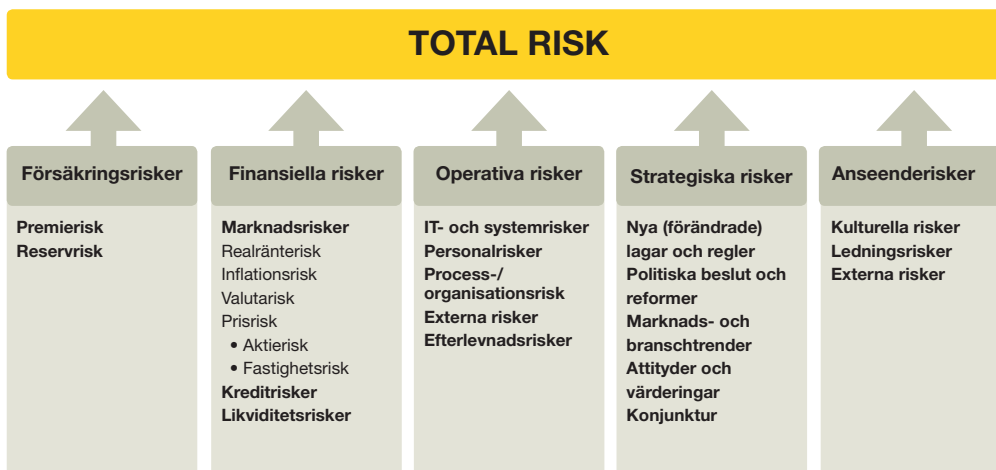 TOTAL RISK
Försäkringsrisker
Premierisk
Reservrisk
Finansiella risker
Marknadsrisker
Realränterisk
Inflationsrisk
Valutarisk
Prisrisk
• Aktierisk
• Fastighetsrisk
Kreditrisker
Likviditetsrisker
Operativa risker
IT- och systemrisker
Personalrisker
Process-/
organisationsrisk
Externa risker
Efterlevnadsrisker
Strategiska risker
Nya (förändrade)
lagar och regler
Politiska beslut och
reformer
Marknads- och
branschtrender
Attityder och
värderingar
Konjunktur
Anseenderisker
Kulturella risker
Ledningsrisker
Externa risker